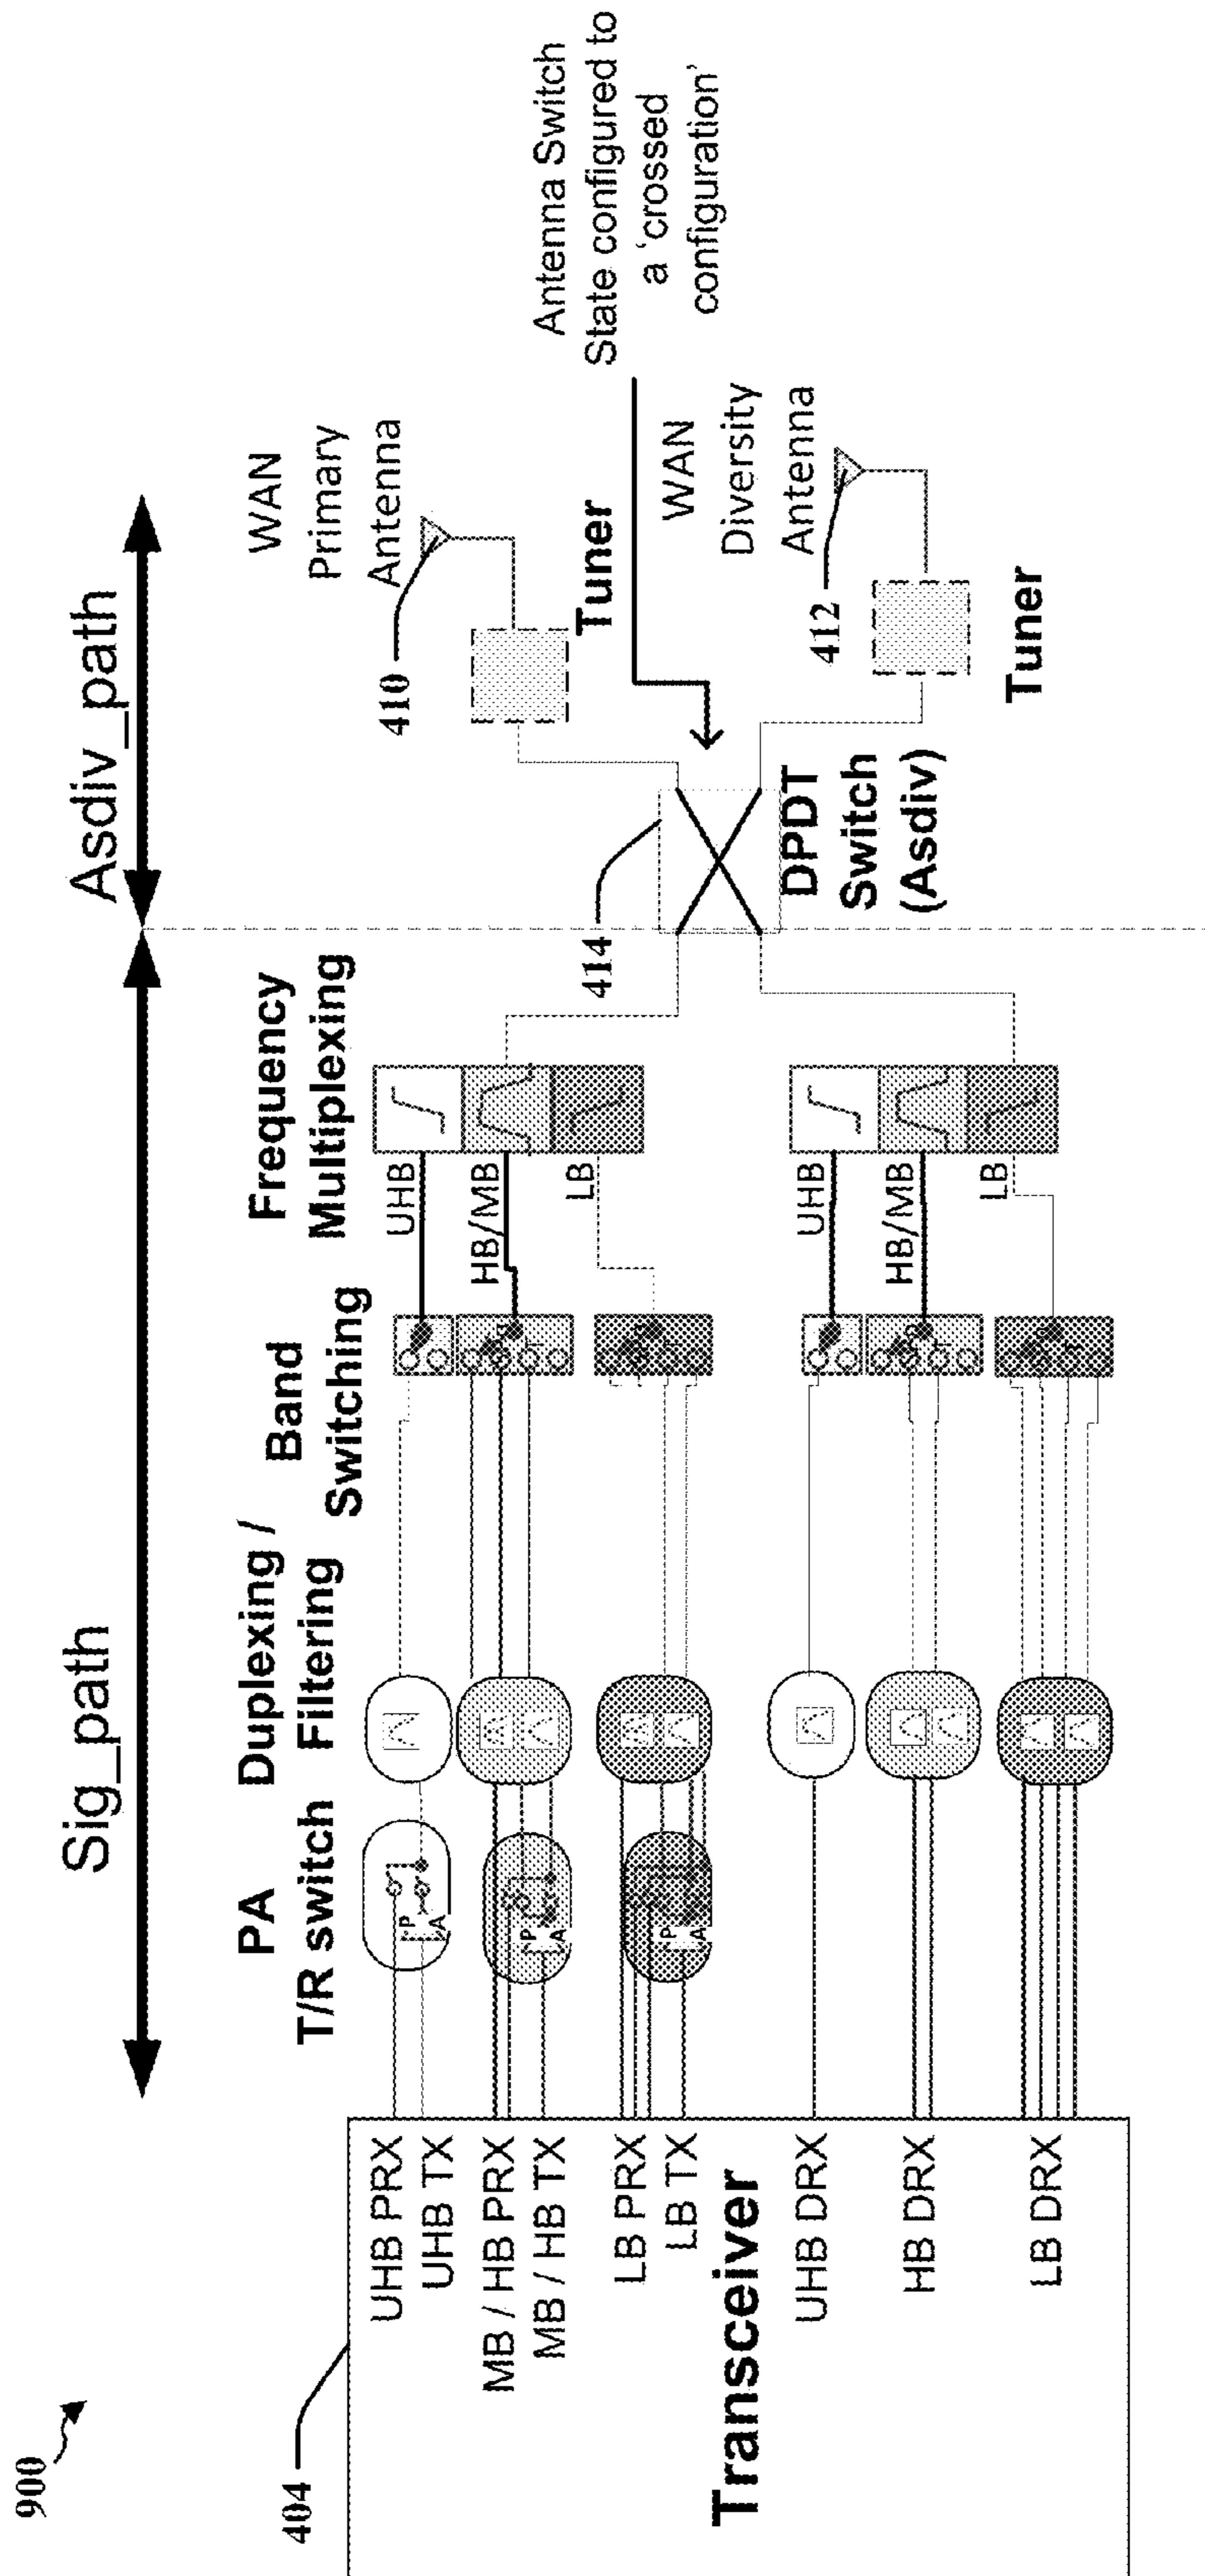 900
Sig_path
Asdiv_path
PA
T/R switch
Duplexing /
Filtering
Band
Switching
Frequency
Multiplexing
WAN
Primary
Antenna
410
Tuner
Antenna Switch
State configured to
a 'crossed
configuration'
WAN
Diversity
Antenna
412
Tuner
414
DPDT
Switch
(Asdiv)
404
UHB PRX
UHB TX
MB / HB PRX
MB / HB TX
LB PRX
LB TX
Transceiver
UHB DRX
HB DRX
LB DRX
P
A
P
A
P
A
UHB
HB/MB
LB
UHB
HB/MB
LB